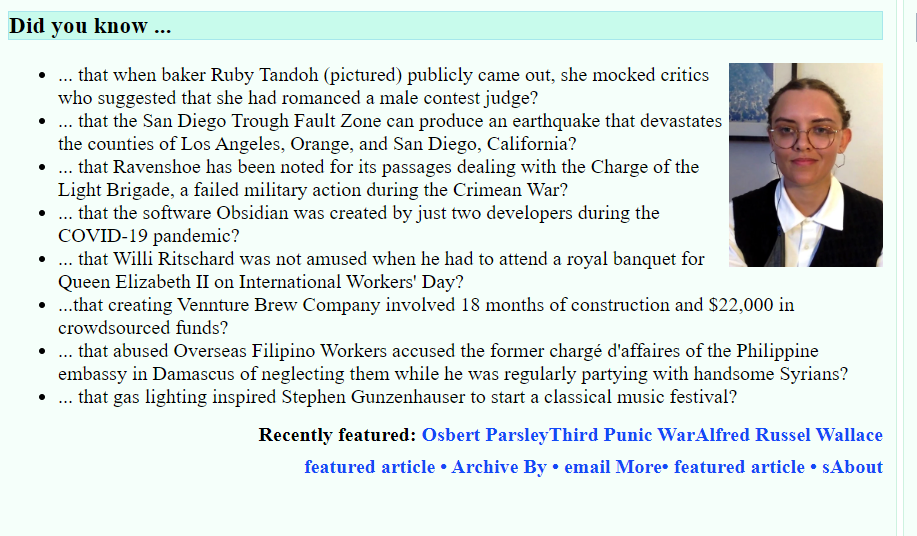 Did you know ...
... that when baker Ruby Tandoh (pictured) publicly came out, she mocked critics
who suggested that she had romanced a male contest judge?
... that the San Diego Trough Fault Zone can produce an earthquake that devastates
the counties of Los Angeles, Orange, and San Diego, California?
... that Ravenshoe has been noted for its passages dealing with the Charge of the
Light Brigade, a failed military action during the Crimean War?
... that the software Obsidian was created by just two developers during the
COVID-19 pandemic?
... that Willi Ritschard was not amused when he had to attend a royal banquet for
Queen Elizabeth II on International Workers' Day?
...that creating Vennture Brew Company involved 18 months of construction and $22,000 in
crowdsourced funds?
... that abused Overseas Filipino Workers accused the former chargé d'affaires of the Philippine
embassy in Damascus of neglecting them while he was regularly partying with handsome Syrians?
... that gas lighting inspired Stephen Gunzenhauser to start a classical music festival?
Recently featured: Osbert ParsleyThird Punic WarAlfred Russel Wallace
featured article • Archive By • email More• featured article • sAbout